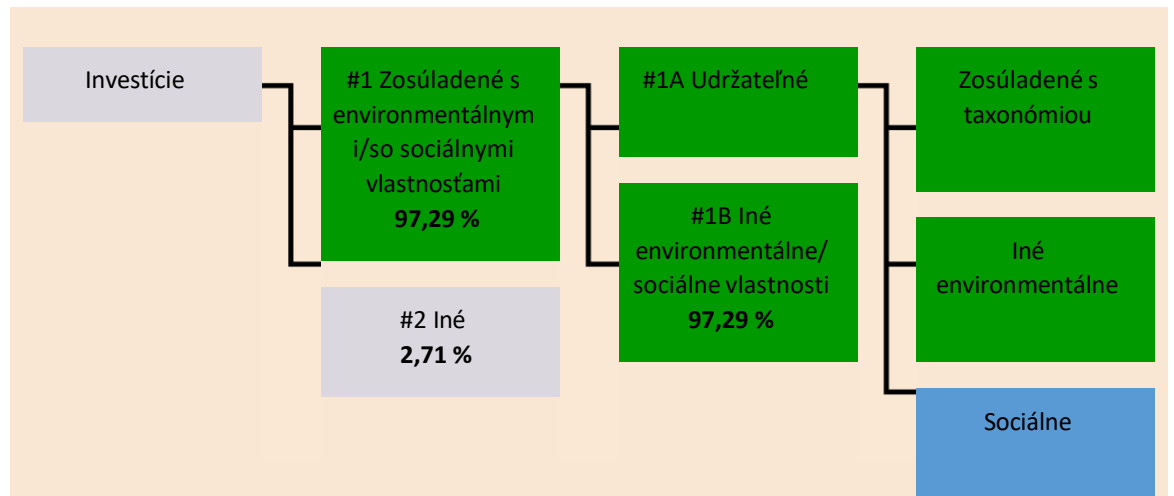 Investície
#1 Zosúladené s
environmentálnym
i/so sociálnymi
vlastnosťami
97,29 %
#2 Iné
2,71 %
#1A Udržateľné
#1B Iné
environmentálne/
sociálne vlastnosti
97,29 %
Zosúladené s
taxonómiou
Iné
environmentálne
Sociálne